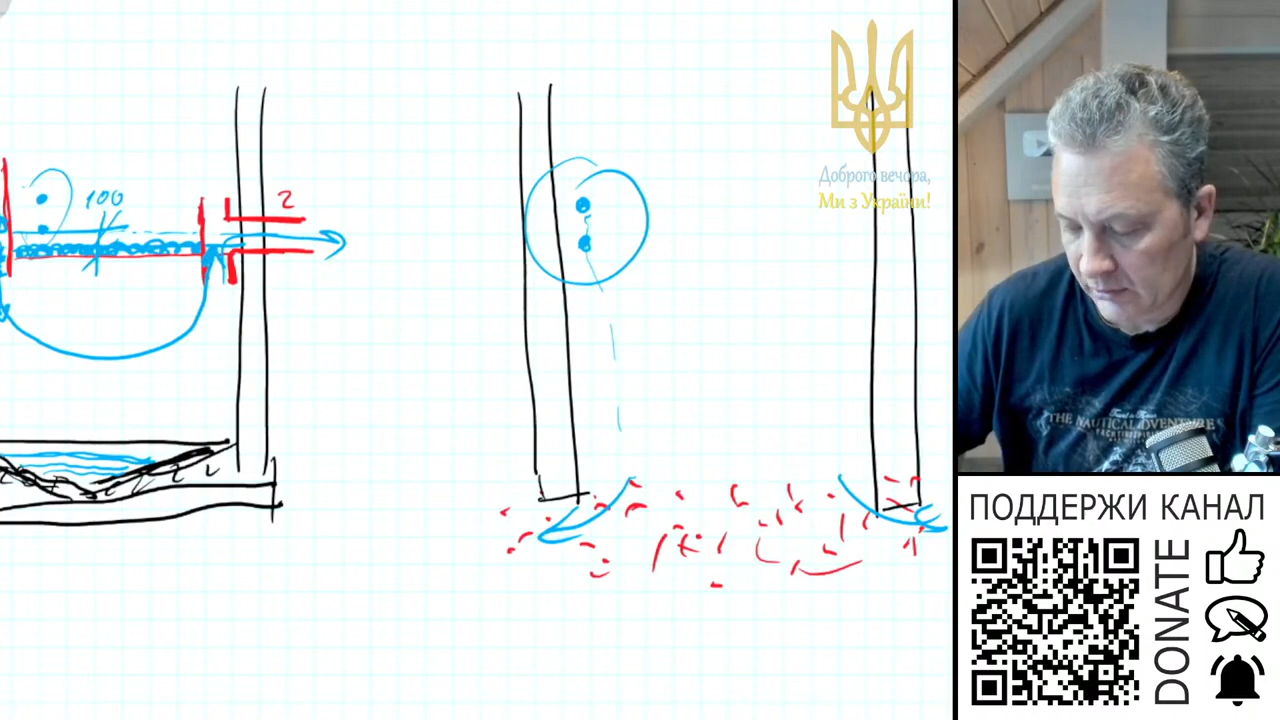 100
2
Доброго вечора,
Ми з України!
THE NAUTICAL ADVENTURE
ПОДДЕРЖИ КАНАЛ
DONATE